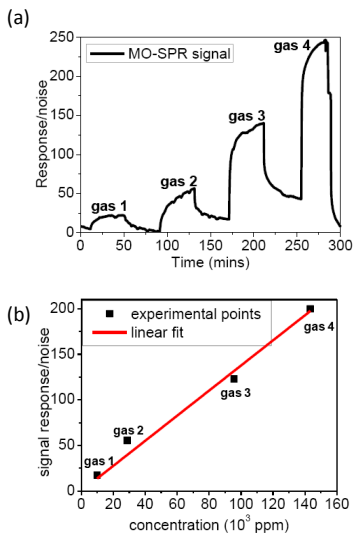 (a)
MO-SPR signal
gas 1
gas 2
gas 3
gas 4
Response/noise
250
200
150
100
50
0
0 50 100 150 200 250 300
Time (mins)
(b)
experimental points
linear fit
gas 1
gas 2
gas 3
gas 4
signal response/noise
200
150
100
50
0
0 20 40 60 80 100 120 140 160
concentration (10³ ppm)